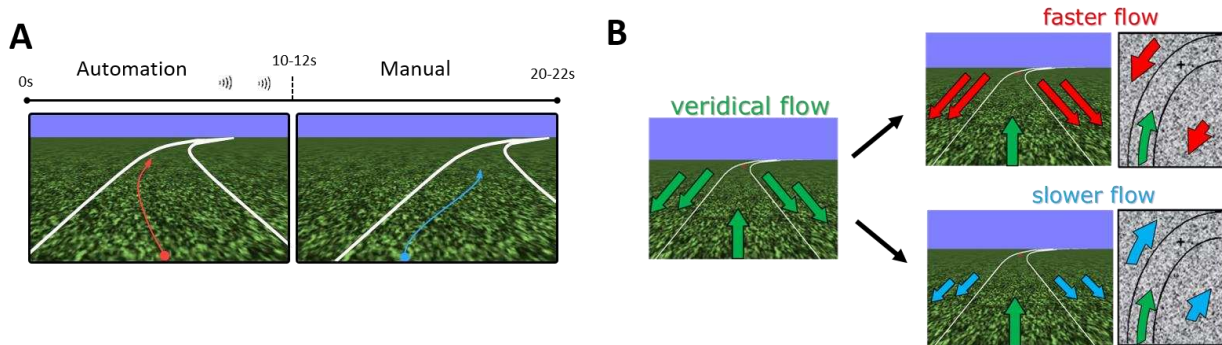 A
0s
Automation
10-12s
Manual
20-22s
B
veridical flow
faster flow
slower flow